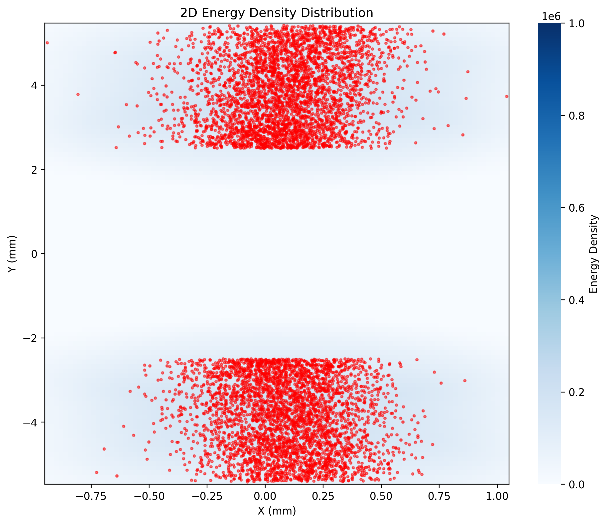 2D Energy Density Distribution
1e6
1.0
0.8
0.6
0.4
0.2
0.0
Energy Density
4
2
0
−2
−4
Y (mm)
−0.75 −0.50 −0.25 0.00 0.25 0.50 0.75 1.00
X (mm)